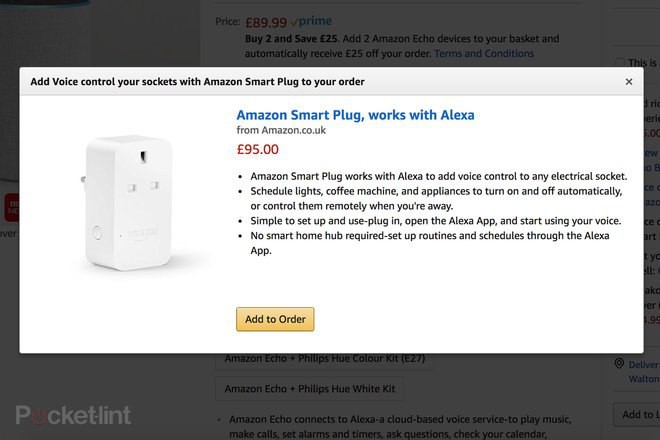 Price: £89.99 prime
Buy 2 and Save £25. Add 2 Amazon Echo devices to your basket and
automatically receive £25 off your order. Terms and Conditions
This is a
Add Voice control your sockets with Amazon Smart Plug to your order
×
Amazon Smart Plug, works with Alexa
from Amazon.co.uk
£95.00
• Amazon Smart Plug works with Alexa to add voice control to any electrical socket.
• Schedule lights, coffee machine, and appliances to turn on and off automatically,
or control them remotely when you're away.
• Simple to set up and use-plug in, open the Alexa App, and start using your voice.
• No smart home hub required-set up routines and schedules through the Alexa
App.
Add to Order
Amazon Echo + Philips Hue Colour Kit (E27)
Amazon Echo + Philips Hue White Kit
Deliver
Walton
Add to L
Pocketlint
• Amazon Echo connects to Alexa-a cloud-based voice service-to play music,
make calls, set alarms and timers, ask questions, check your calendar,